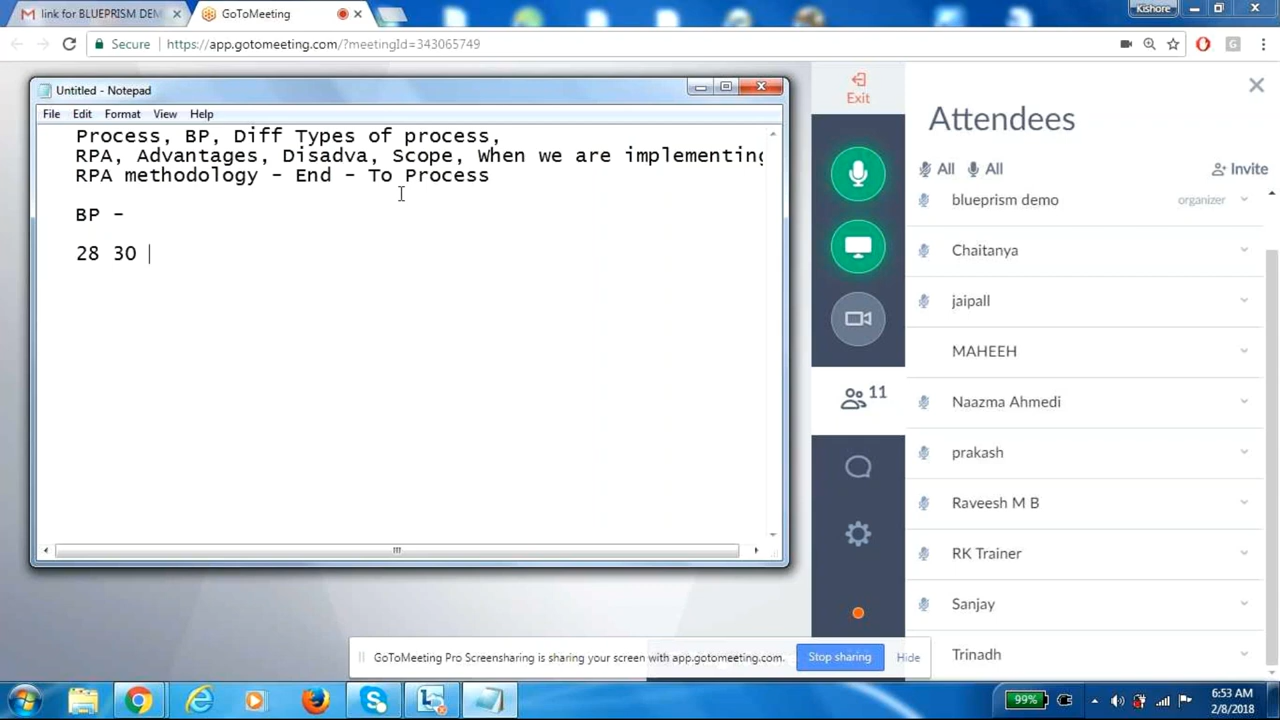 link for BLUEPRISM DEM
GoToMeeting
Kishore
Secure
https://app.gotomeeting.com/?meetingId=343065749
Untitled - Notepad
File Edit Format View Help
Process, BP, Diff Types of process,
RPA, Advantages, Disadva, Scope, When we are implementing
RPA methodology - End - To Process
BP -
28 30
Exit
11
Attendees
All All Invite
blueprism demo organizer
Chaitanya
jaipall
MAHEEH
Naazma Ahmedi
prakash
Raveesh M B
RK Trainer
Sanjay
Trinadh
GoToMeeting Pro Screensharing is sharing your screen with app.gotomeeting.com. Stop sharing Hide
99%
6:53 AM
2/8/2018